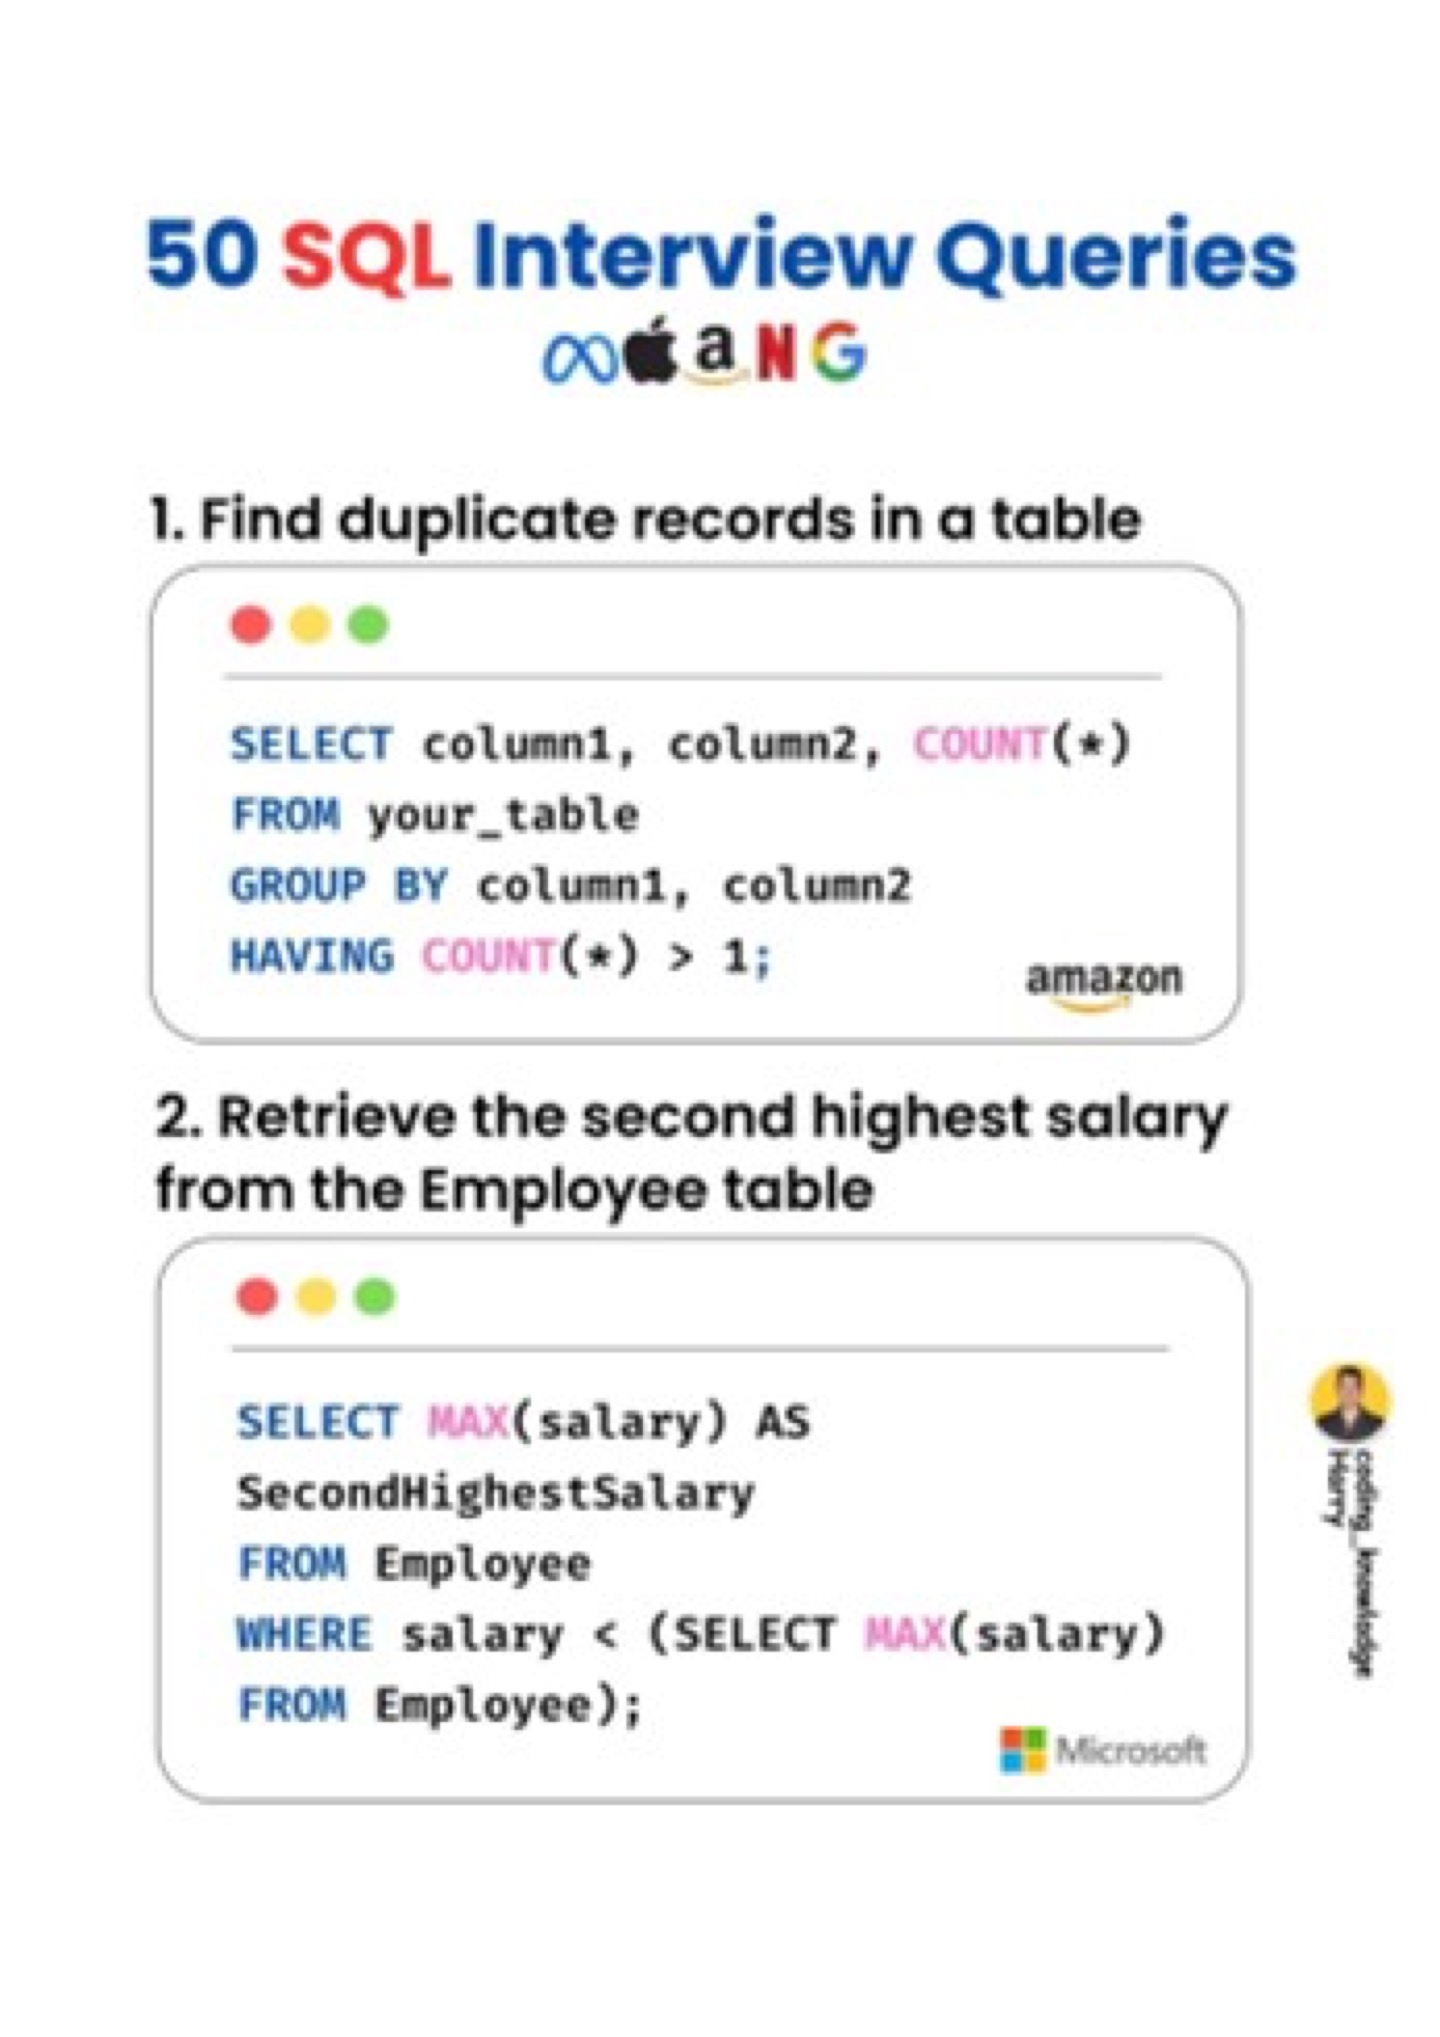 50 SQL Interview Queries
a N G
1. Find duplicate records in a table
SELECT column1, column2, COUNT(*)
FROM your_table
GROUP BY column1, column2
HAVING COUNT(*) > 1;
amazon
2. Retrieve the second highest salary
from the Employee table
SELECT MAX(salary) AS
SecondHighestSalary
FROM Employee
WHERE salary < (SELECT MAX(salary)
FROM Employee);
Microsoft
coding_knowledge
Harry